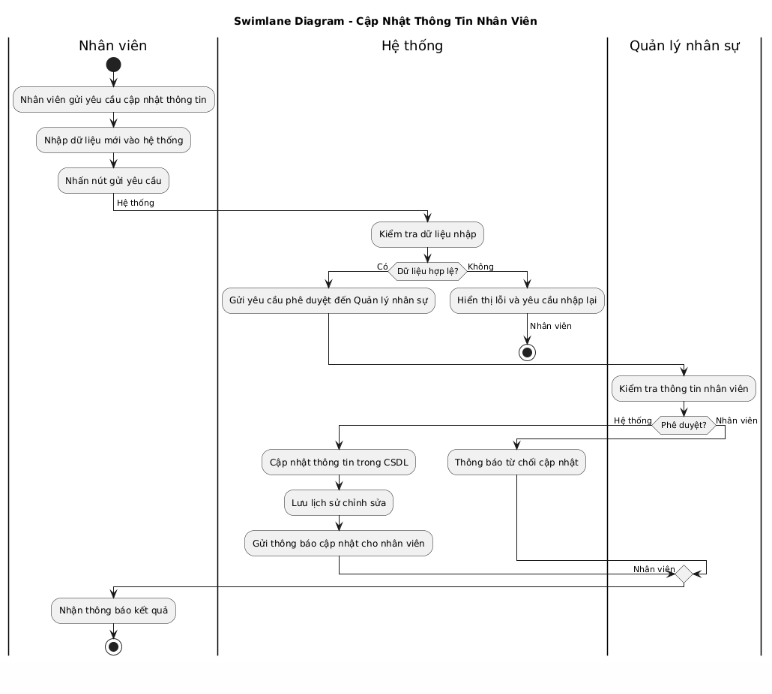 Swimlane Diagram - Cập Nhật Thông Tin Nhân Viên
Nhân viên
Hệ thống
Quản lý nhân sự
Nhân viên gửi yêu cầu cập nhật thông tin
Nhập dữ liệu mới vào hệ thống
Nhấn nút gửi yêu cầu
Hệ thống
Kiểm tra dữ liệu nhập
Có
Dữ liệu hợp lệ?
Không
Gửi yêu cầu phê duyệt đến Quản lý nhân sự
Hiển thị lỗi và yêu cầu nhập lại
Nhân viên
Kiểm tra thông tin nhân viên
Hệ thống
Phê duyệt?
Nhân viên
Cập nhật thông tin trong CSDL
Thông báo từ chối cập nhật
Lưu lịch sử chỉnh sửa
Gửi thông báo cập nhật cho nhân viên
Nhân viên
Nhận thông báo kết quả